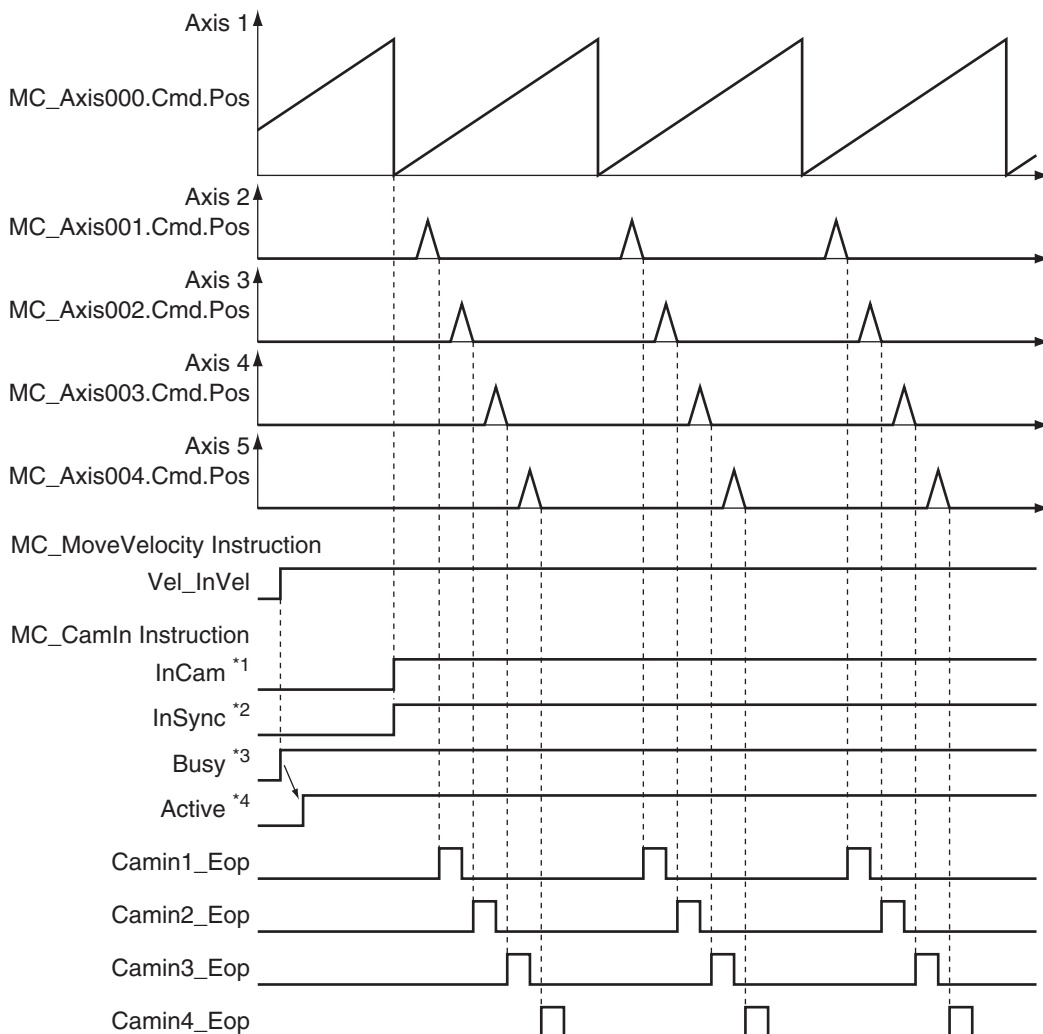 Axis 1
MC_Axis000.Cmd.Pos
Axis 2
MC_Axis001.Cmd.Pos
Axis 3
MC_Axis002.Cmd.Pos
Axis 4
MC_Axis003.Cmd.Pos
Axis 5
MC_Axis004.Cmd.Pos
MC_MoveVelocity Instruction
Vel_InVel
MC_CamIn Instruction
InCam *1
InSync *2
Busy *3
Active *4
Camin1_Eop
Camin2_Eop
Camin3_Eop
Camin4_Eop